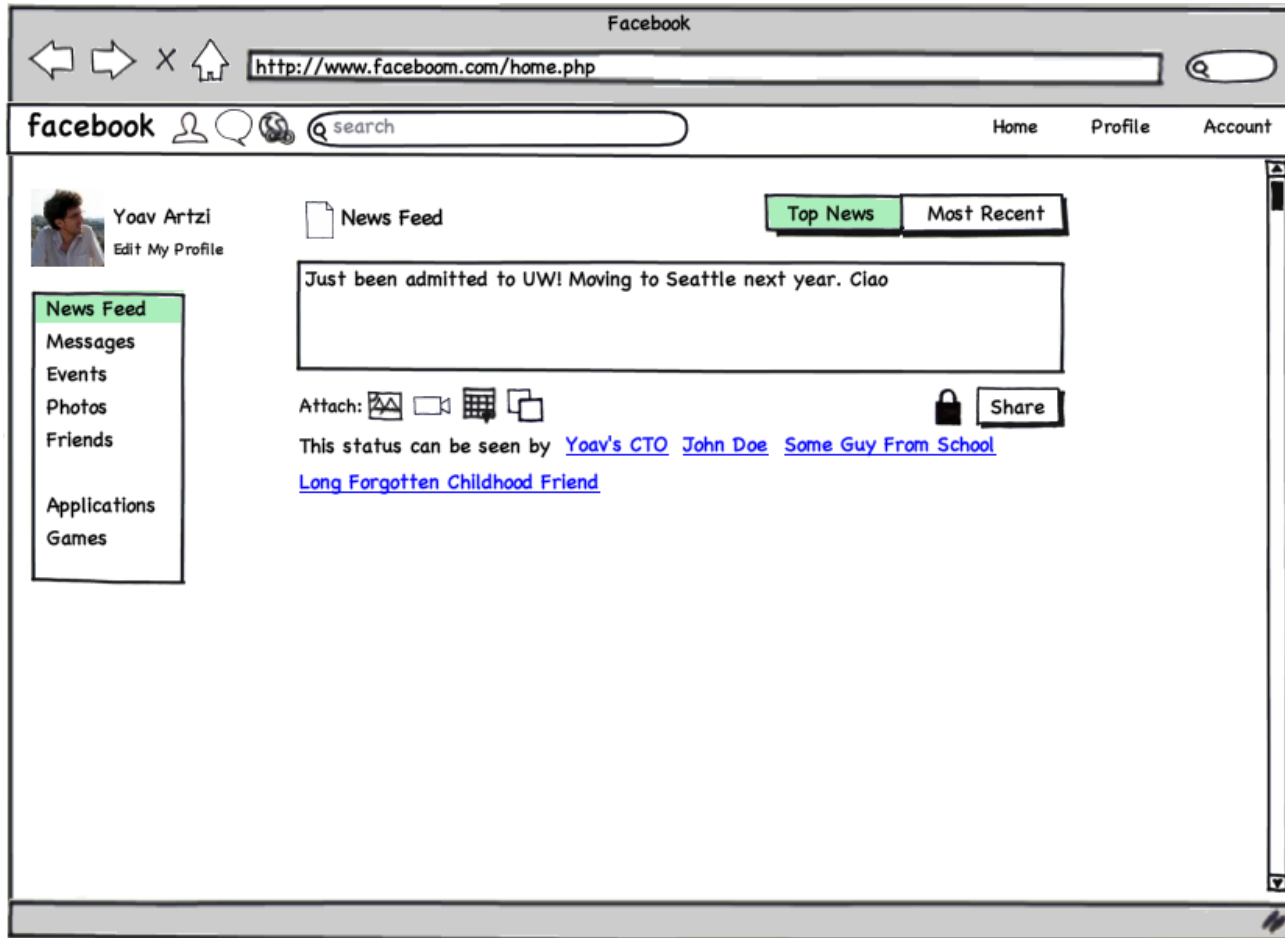 Facebook
http://www.faceboom.com/home.php
facebook search Home Profile Account
Yoav Artzi
Edit My Profile
News Feed
Messages
Events
Photos
Friends
Applications
Games
News Feed Top News Most Recent
Just been admitted to UW! Moving to Seattle next year. Ciao
Attach: Share
This status can be seen by Yoav's CTO John Doe Some Guy From School
Long Forgotten Childhood Friend